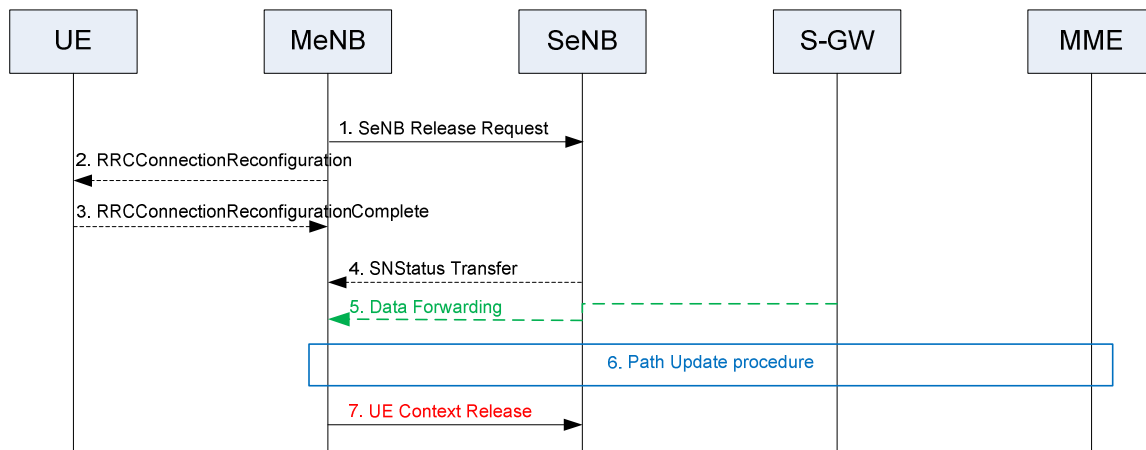 UE
MeNB
SeNB
S-GW
MME
1. SeNB Release Request
2. RRCConnectionReconfiguration
3. RRCConnectionReconfigurationComplete
4. SNStatus Transfer
5. Data Forwarding
6. Path Update procedure
7. UE Context Release